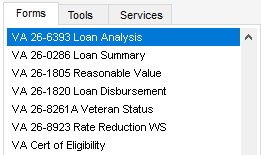 Forms Tools Services
VA 26-6393 Loan Analysis
VA 26-0286 Loan Summary
VA 26-1805 Reasonable Value
VA 26-1820 Loan Disbursement
VA 26-8261A Veteran Status
VA 26-8923 Rate Reduction WS
VA Cert of Eligibility